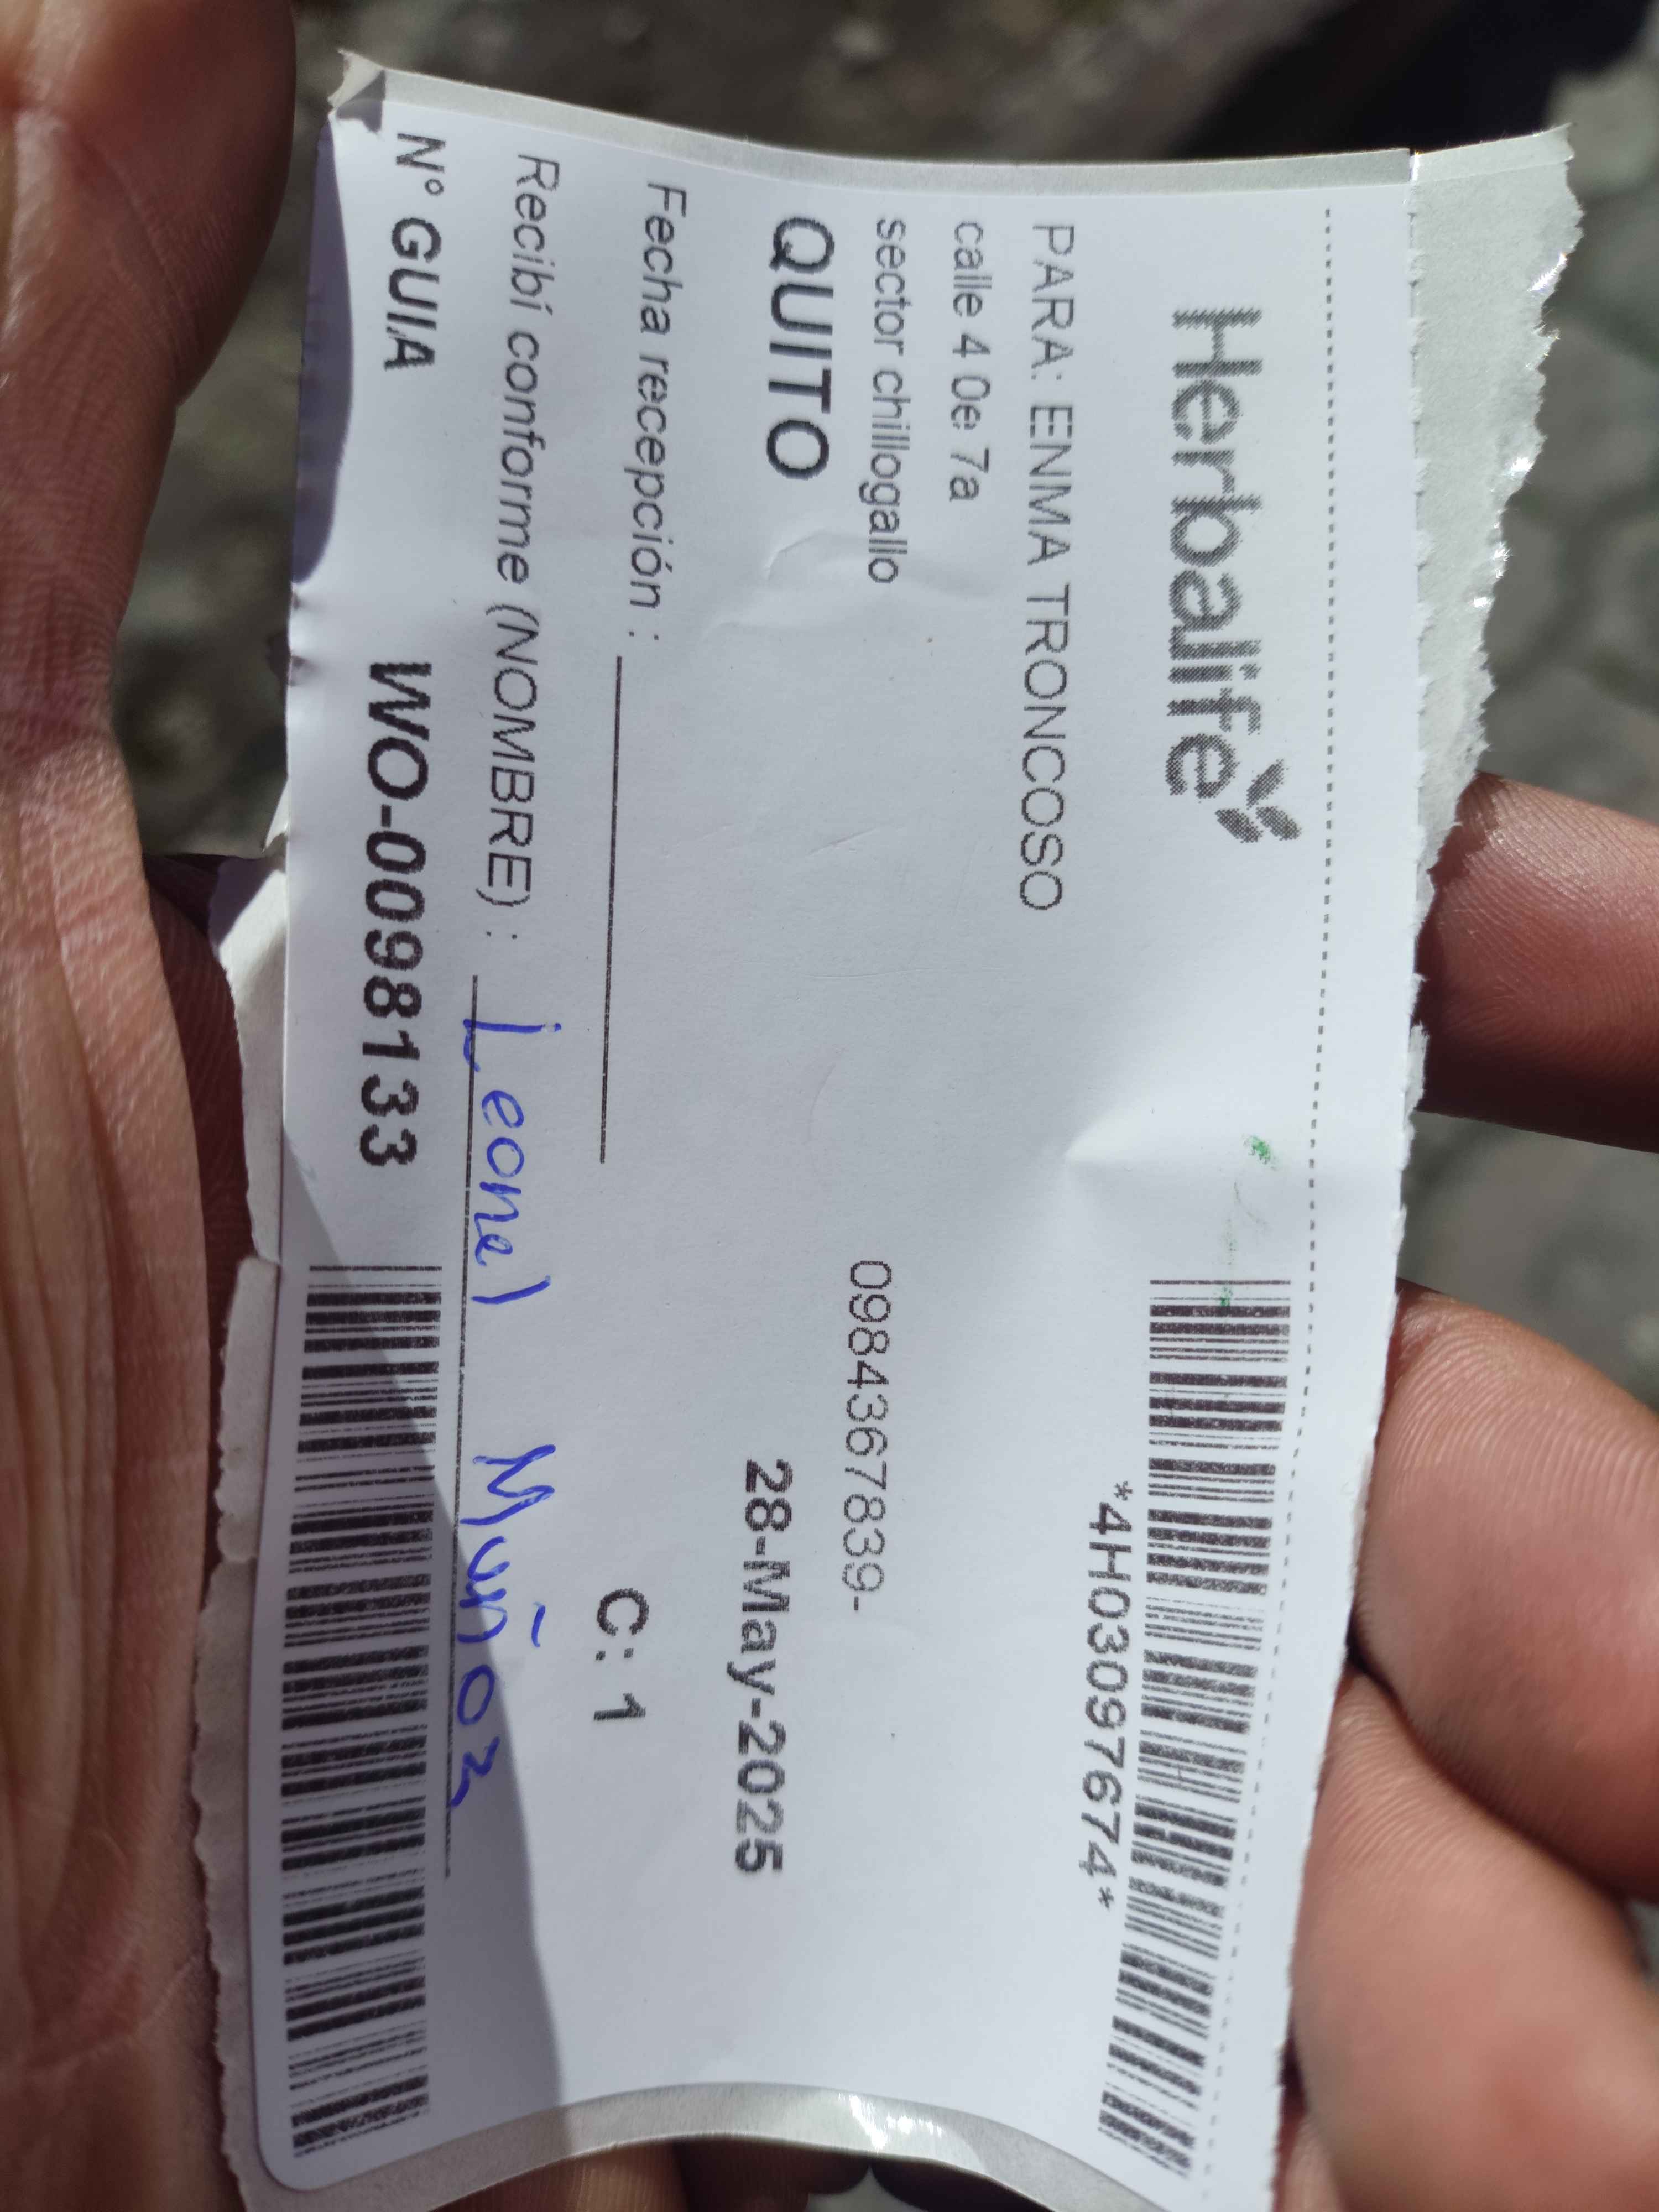 Herbalife
*4H03097674*
PARA: ENMA TRONCOSO
calle 4 0e 7a
sector chillogallo 0984367839-
QUITO 28-May-2025
Fecha recepción :
C: 1
Recibí conforme (NOMBRE) : Leonel Muñoz
N° GUIA WO-0098133